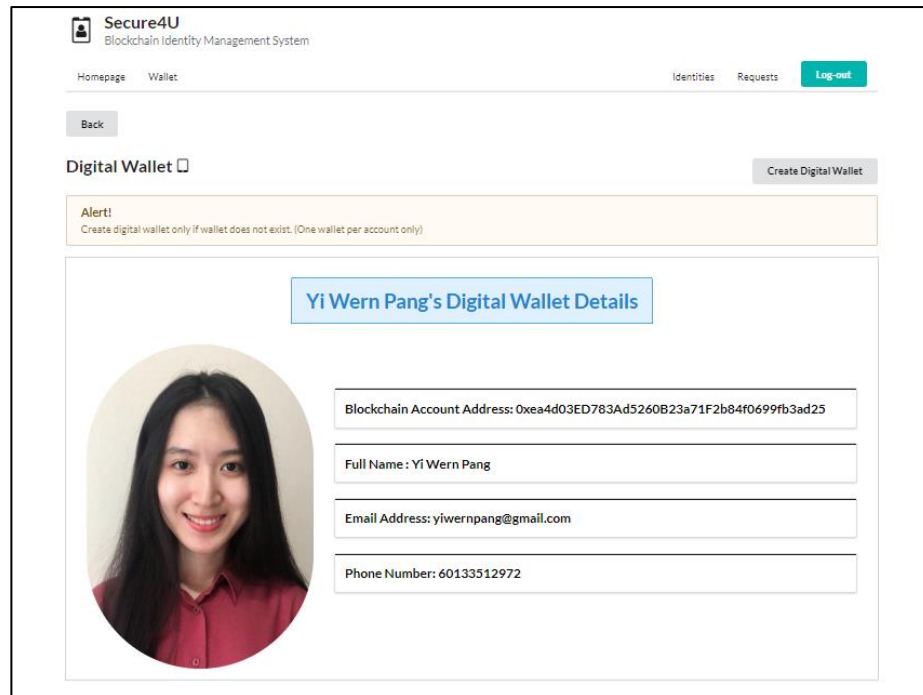 Secure4U
Blockchain Identity Management System
Homepage Wallet Identities Requests Log-out
Back
Digital Wallet
Create Digital Wallet
Alert!
Create digital wallet only if wallet does not exist. (One wallet per account only)
Yi Wern Pang's Digital Wallet Details
Blockchain Account Address: 0xea4d03ED783Ad5260B23a71F2b84f0699fb3ad25
Full Name : Yi Wern Pang
Email Address: yiwernpang@gmail.com
Phone Number: 60133512972